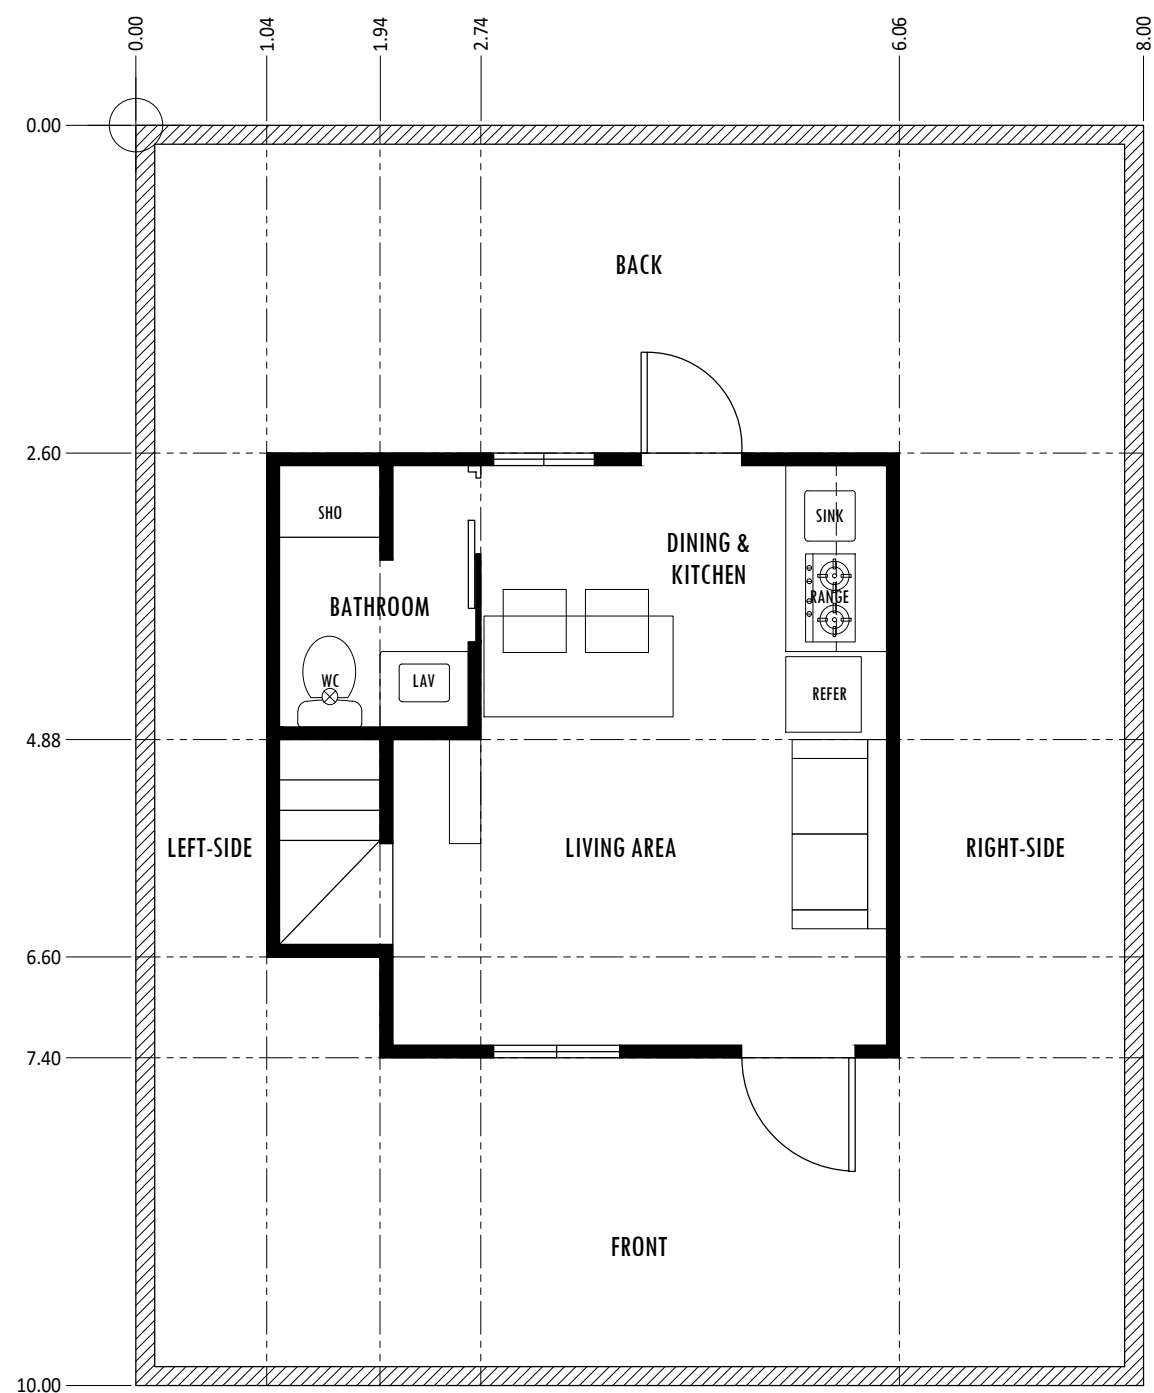 0.00
1.04
1.94
2.74
6.06
8.00
0.00
BACK
2.60
SHO
SINK
DINING &
KITCHEN
RANGE
BATHROOM
WC
LAV
REFER
4.88
LEFT-SIDE
LIVING AREA
RIGHT-SIDE
6.60
7.40
FRONT
10.00